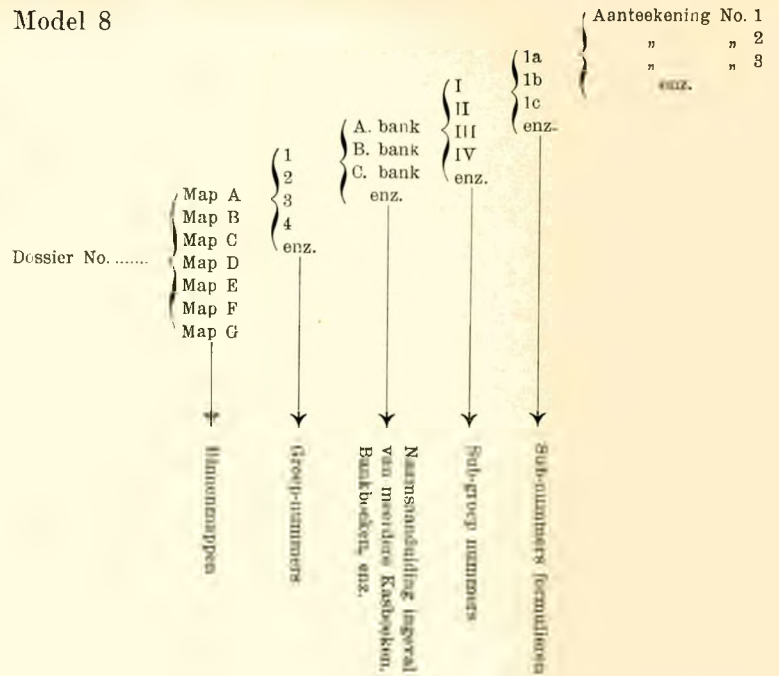 Model 8
Dossier No. .......
Map A
Map B
Map C
Map D
Map E
Map F
Map G
1
2
3
4
enz.
A. bank
B. bank
C. bank
enz.
I
II
III
IV
enz.
1a
1b
1c
enz.
Aanteekening No. 1
„ „ 2
„ „ 3
enz.
Binnenmappen
Groep-nummers
Naamsaanduiding ingeval
van meerdere Kasboeken,
Bankboeken, enz.
Sub-groep nummers
Sub-nummers formulieren